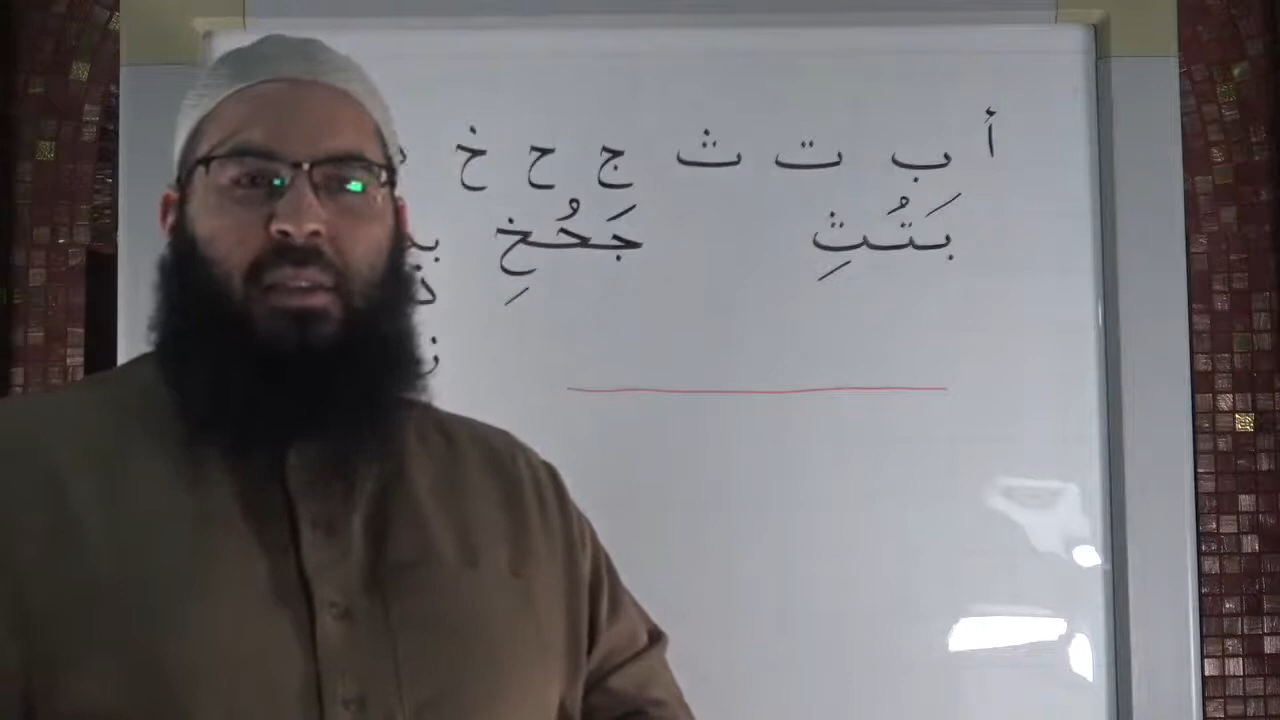 أ ب ت ث ج ح خ
بَتُثِ جَحُخِ